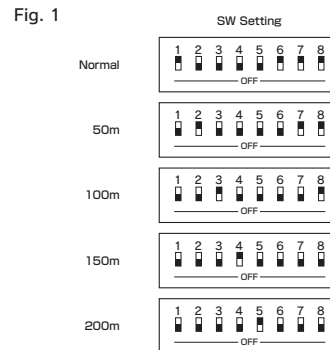 Fig. 1
SW Setting
Normal
1 2 3 4 5 6 7 8
OFF
50m
1 2 3 4 5 6 7 8
OFF
100m
1 2 3 4 5 6 7 8
OFF
150m
1 2 3 4 5 6 7 8
OFF
200m
1 2 3 4 5 6 7 8
OFF